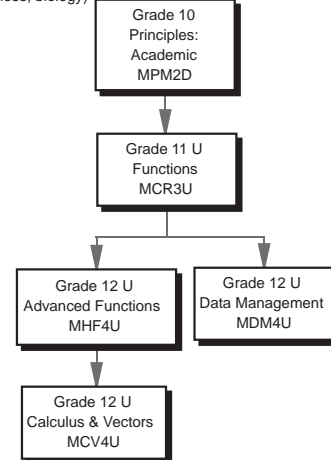 Grade 10
Principles:
Academic
MPM2D
Grade 11 U
Functions
MCR3U
Grade 12 U
Advanced Functions
MHF4U
Grade 12 U
Data Management
MDM4U
Grade 12 U
Calculus & Vectors
MCV4U